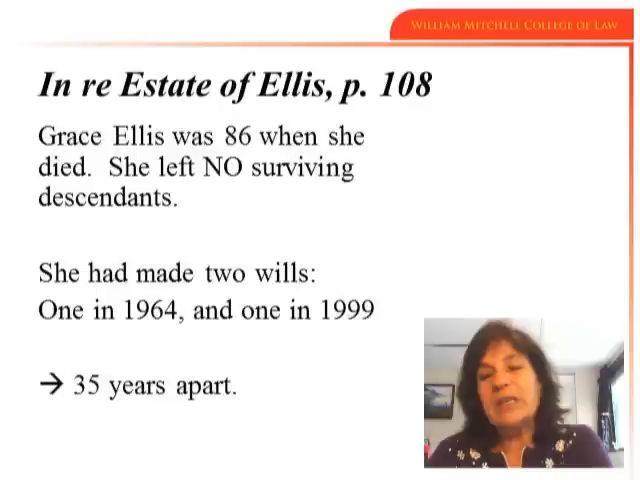 WILLIAM MITCHELL COLLEGE OF LAW
In re Estate of Ellis, p. 108
Grace Ellis was 86 when she
died. She left NO surviving
descendants.
She had made two wills:
One in 1964, and one in 1999
→ 35 years apart.